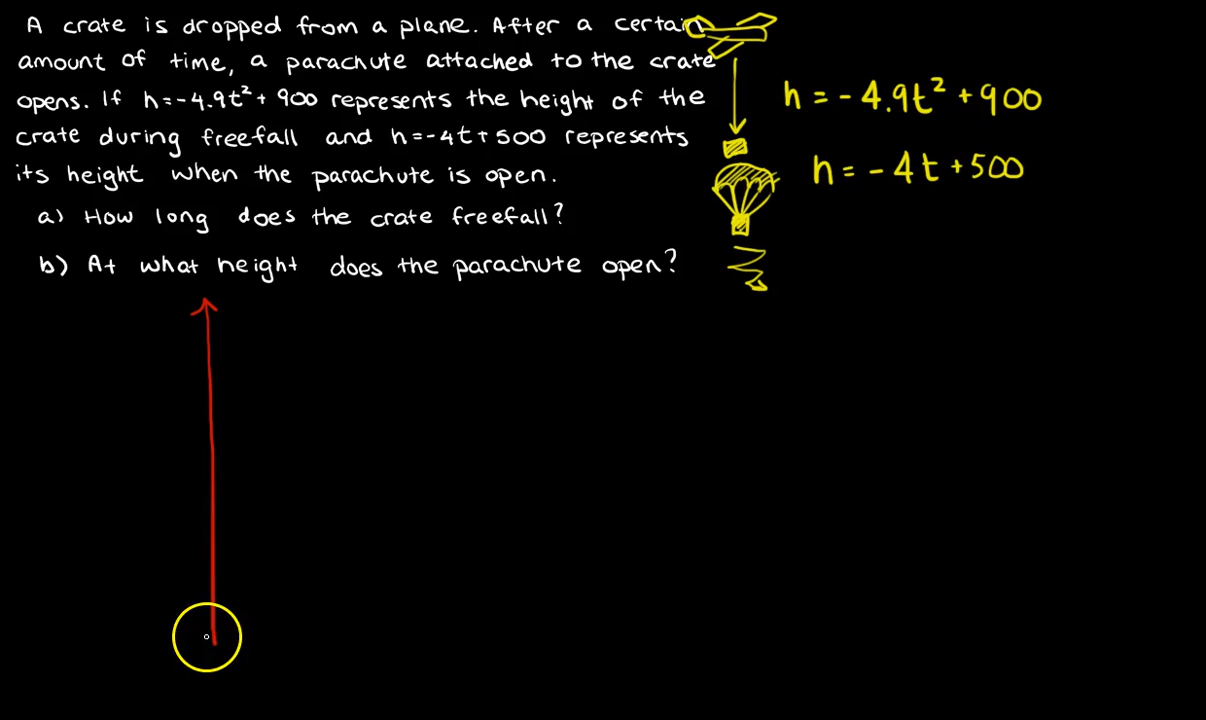 A crate is dropped from a plane. After a certain
amount of time, a parachute attached to the crate
opens. If h=-4.9t²+900 represents the height of the
crate during freefall and h=-4t+500 represents
its height when the parachute is open.
a) How long does the crate freefall?
b) At what height does the parachute open?
h = -4.9t²+900
h = -4t+500